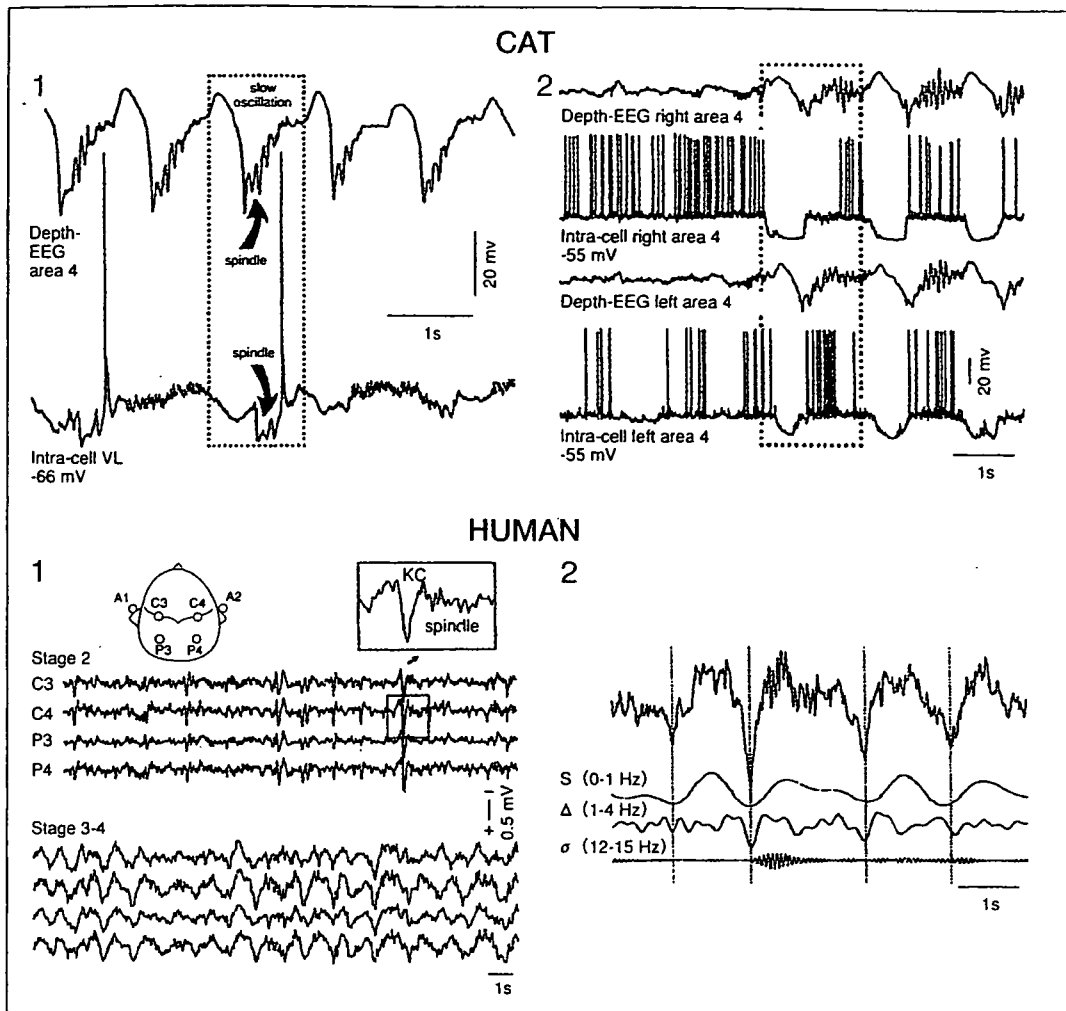 CAT
1
slow
oscillation
Depth-
EEG
area 4
spindle
20 mv
1s
spindle
Intra-cell VL
-66 mV
2
Depth-EEG right area 4
Intra-cell right area 4
-55 mV
Depth-EEG left area 4
20 mv
Intra-cell left area 4
-55 mV
1s
HUMAN
1
A1
C3
C4
A2
P3
P4
KC
spindle
Stage 2
C3
C4
P3
P4
+ — –
0.5 mV
Stage 3-4
1s
2
S (0-1 Hz)
Δ (1-4 Hz)
σ (12-15 Hz)
1s